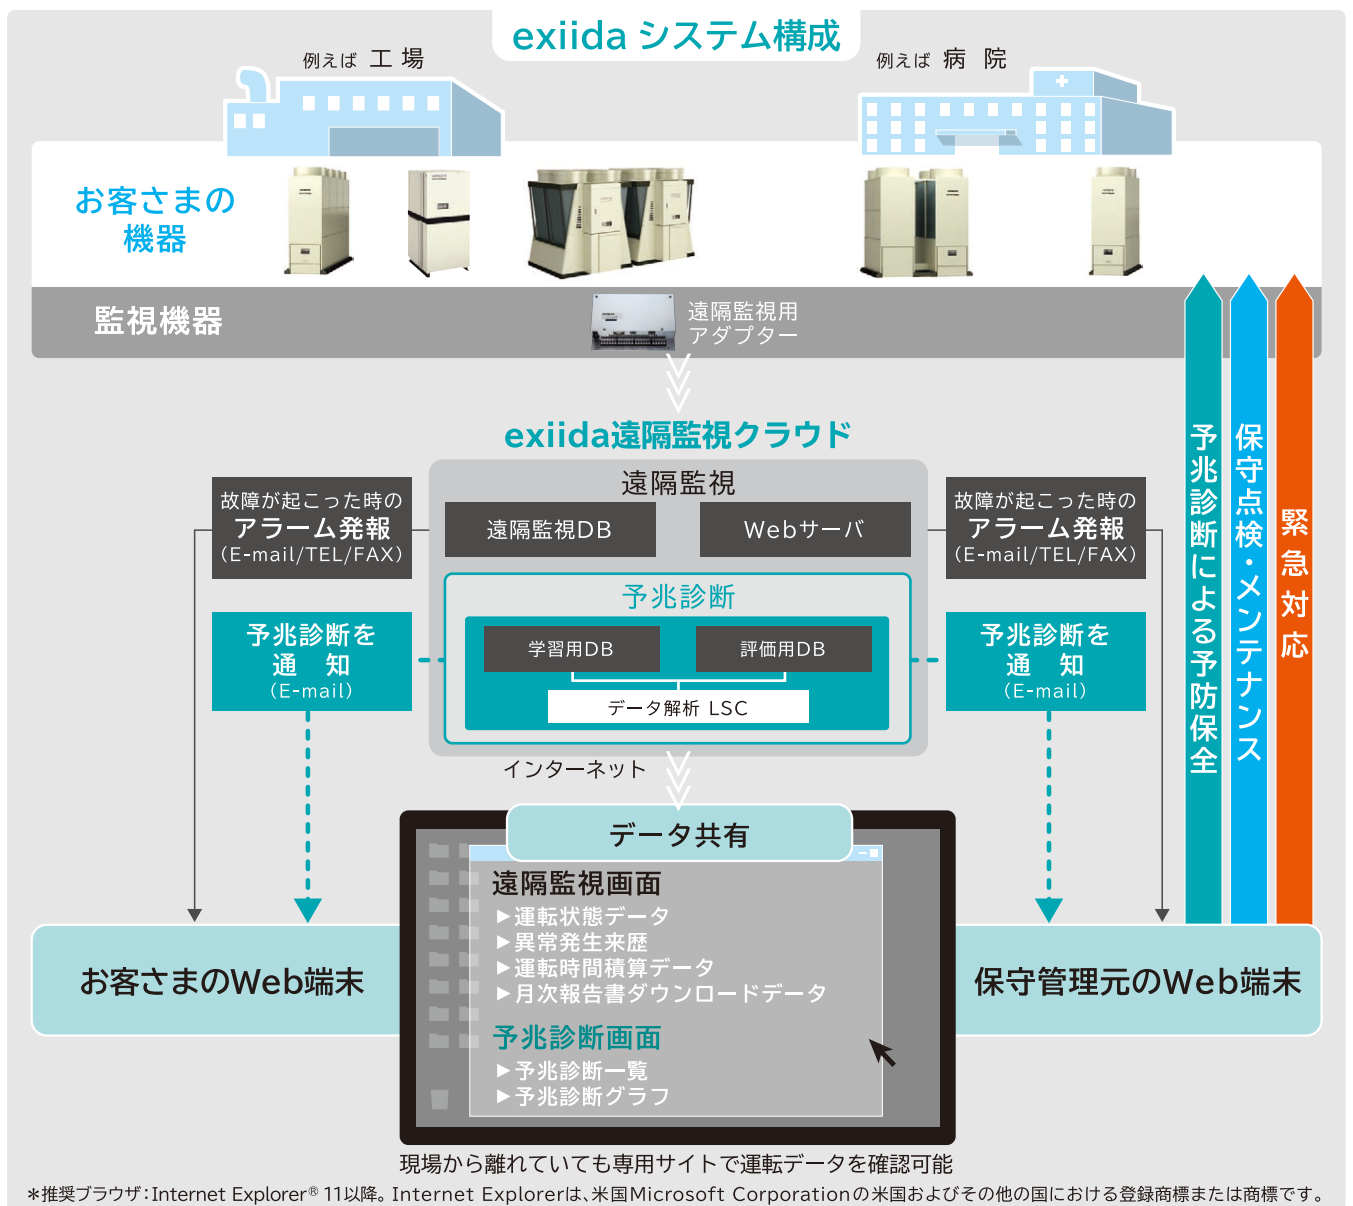 exiida システム構成
例えば 工 場
例えば 病 院
お客さまの
機器
監視機器
遠隔監視用
アダプター
exiida遠隔監視クラウド
遠隔監視
遠隔監視DB
Webサーバ
故障が起こった時の
アラーム発報
(E-mail/TEL/FAX)
故障が起こった時の
アラーム発報
(E-mail/TEL/FAX)
予兆診断
学習用DB
評価用DB
データ解析 LSC
予兆診断を
通 知
(E-mail)
予兆診断を
通 知
(E-mail)
予兆診断による予防保全
保守点検・メンテナンス
緊急対応
インターネット
データ共有
遠隔監視画面
▶運転状態データ
▶異常発生来歴
▶運転時間積算データ
▶月次報告書ダウンロードデータ
予兆診断画面
▶予兆診断一覧
▶予兆診断グラフ
お客さまのWeb端末
保守管理元のWeb端末
現場から離れていても専用サイトで運転データを確認可能
＊推奨ブラウザ：Internet Explorer® 11以降。Internet Explorerは、米国Microsoft Corporationの米国およびその他の国における登録商標または商標です。